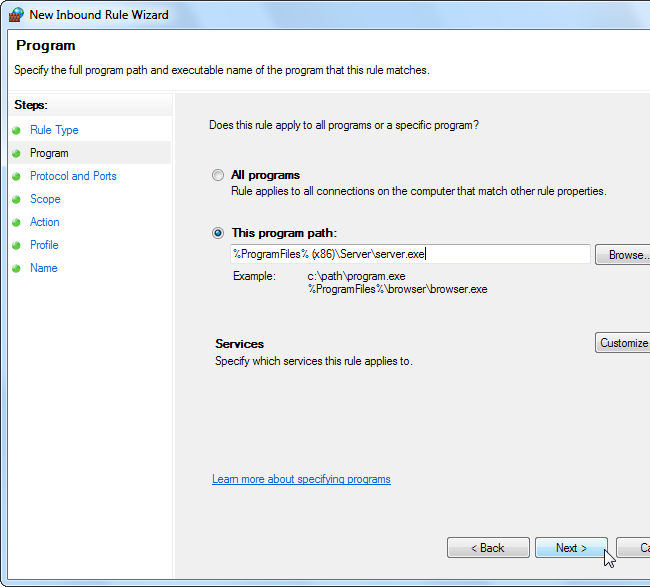 New Inbound Rule Wizard
Program
Specify the full program path and executable name of the program that this rule matches.
Steps:
Rule Type
Program
Protocol and Ports
Scope
Action
Profile
Name
Does this rule apply to all programs or a specific program?
All programs
Rule applies to all connections on the computer that match other rule properties.
This program path:
%ProgramFiles% (x86)\Server\server.exe
Browse..
Example:
c:\path\program.exe
%ProgramFiles%\browser\browser.exe
Services
Specify which services this rule applies to.
Customize
Learn more about specifying programs
< Back
Next >
Ca